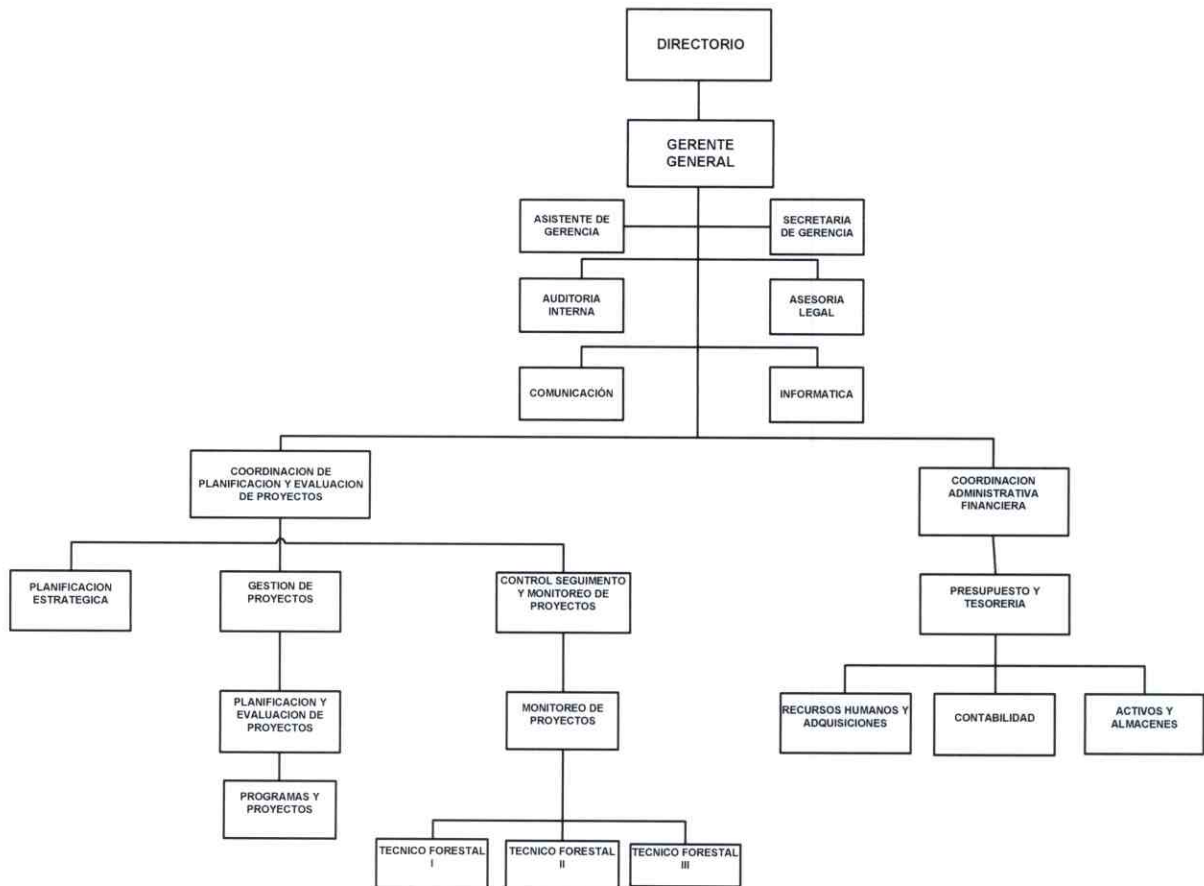 DIRECTORIO
GERENTE
GENERAL
ASISTENTE DE
GERENCIA
SECRETARIA
DE GERENCIA
AUDITORIA
INTERNA
ASESORIA
LEGAL
COMUNICACIÓN
INFORMATICA
COORDINACION DE
PLANIFICACION Y EVALUACION
DE PROYECTOS
COORDINACION
ADMINISTRATIVA
FINANCIERA
PLANIFICACION
ESTRATEGICA
GESTION DE
PROYECTOS
CONTROL SEGUIMENTO
Y MONITOREO DE
PROYECTOS
PRESUPUESTO Y
TESORERIA
PLANIFICACION Y
EVALUACION DE
PROYECTOS
MONITOREO DE
PROYECTOS
RECURSOS HUMANOS Y
ADQUISICIONES
CONTABILIDAD
ACTIVOS Y
ALMACENES
PROGRAMAS Y
PROYECTOS
TECNICO FORESTAL
I
TECNICO FORESTAL
II
TECNICO FORESTAL
III